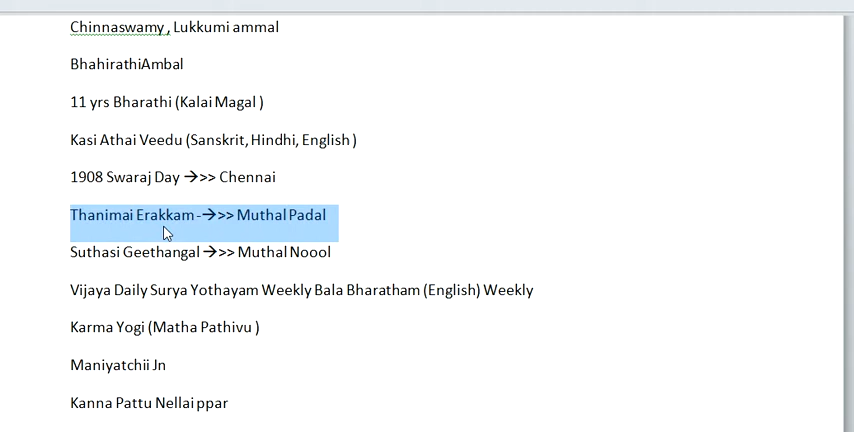 Chinnaswamy , Lukkumi ammal
BhahirathiAmbal
11 yrs Bharathi (Kalai Magal )
Kasi Athai Veedu (Sanskrit, Hindhi, English )
1908 Swaraj Day →>> Chennai
Thanimai Erakkam -→>> Muthal Padal
Suthasi Geethangal →>> Muthal Noool
Vijaya Daily Surya Yothayam Weekly Bala Bharatham (English) Weekly
Karma Yogi (Matha Pathivu )
Maniyatchii Jn
Kanna Pattu Nellai ppar